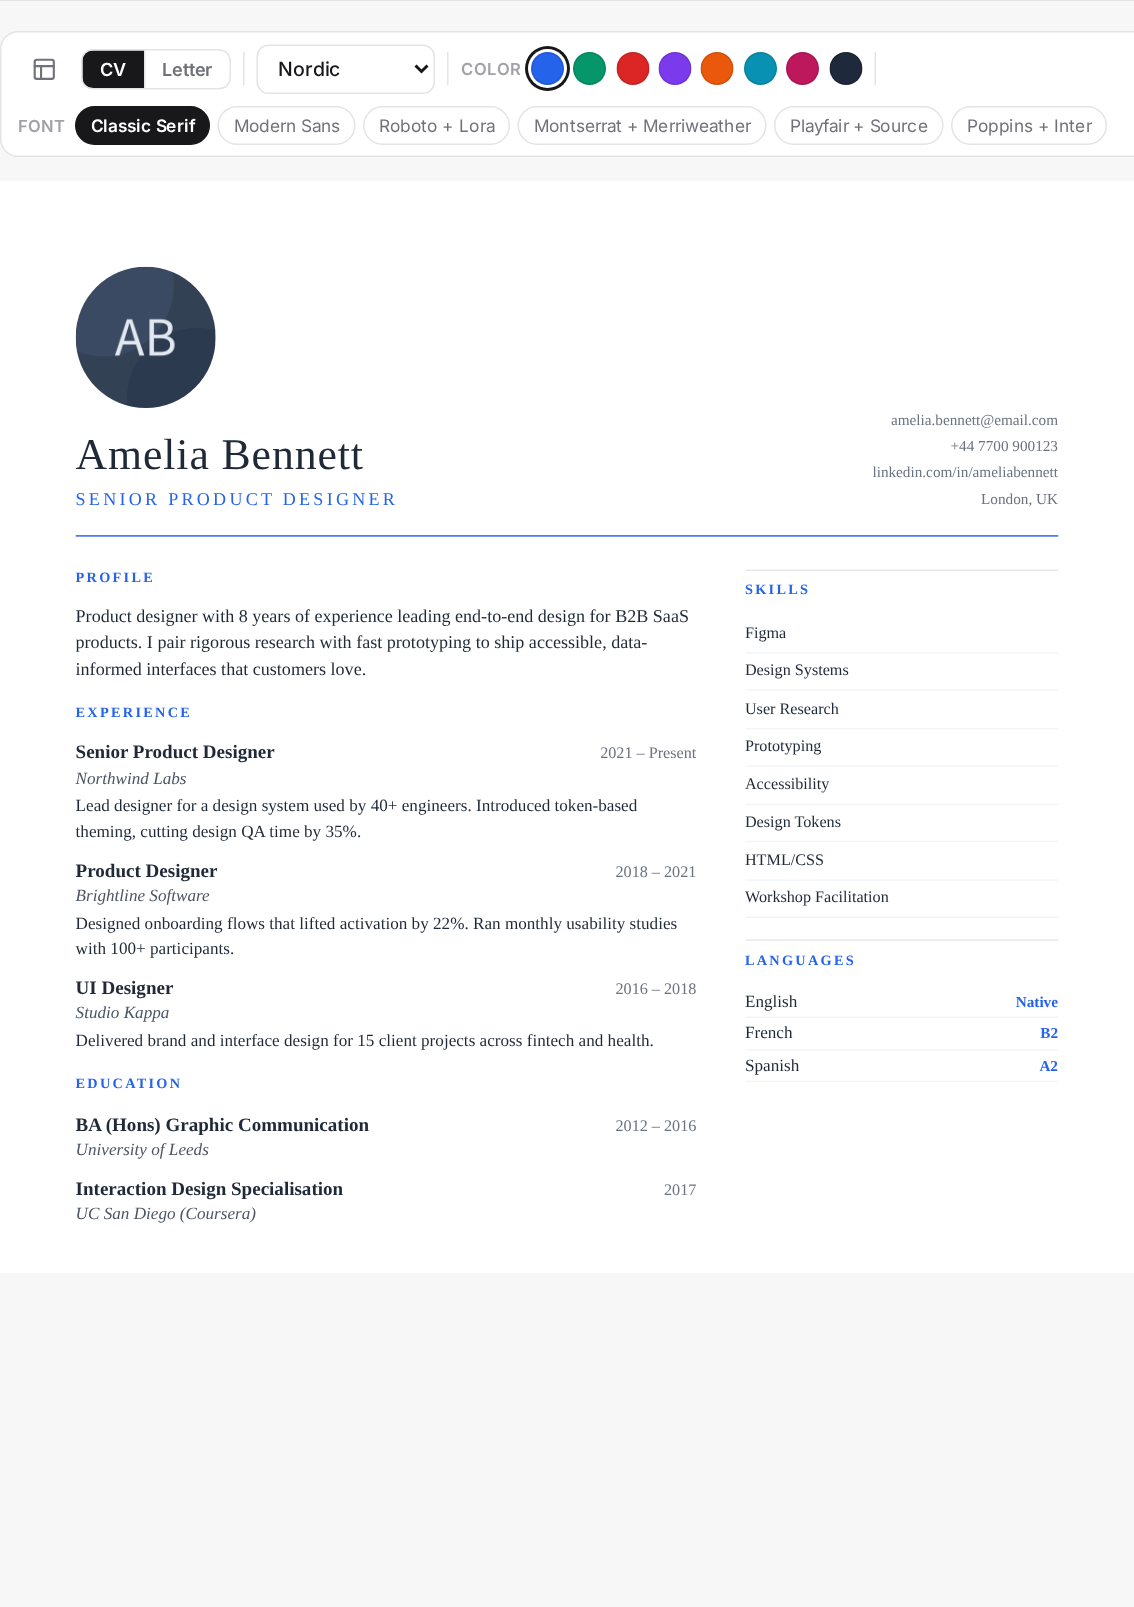 CV
Letter
Nordic
COLOR
FONT
Classic Serif
Modern Sans
Roboto + Lora
Montserrat + Merriweather
Playfair + Source
Poppins + Inter
AB
Amelia Bennett
SENIOR PRODUCT DESIGNER
amelia.bennett@email.com
+44 7700 900123
linkedin.com/in/ameliabennett
London, UK
PROFILE
Product designer with 8 years of experience leading end-to-end design for B2B SaaS
products. I pair rigorous research with fast prototyping to ship accessible, data-
informed interfaces that customers love.
EXPERIENCE
Senior Product Designer 2021 – Present
Northwind Labs
Lead designer for a design system used by 40+ engineers. Introduced token-based
theming, cutting design QA time by 35%.
Product Designer 2018 – 2021
Brightline Software
Designed onboarding flows that lifted activation by 22%. Ran monthly usability studies
with 100+ participants.
UI Designer 2016 – 2018
Studio Kappa
Delivered brand and interface design for 15 client projects across fintech and health.
EDUCATION
BA (Hons) Graphic Communication 2012 – 2016
University of Leeds
Interaction Design Specialisation 2017
UC San Diego (Coursera)
SKILLS
Figma
Design Systems
User Research
Prototyping
Accessibility
Design Tokens
HTML/CSS
Workshop Facilitation
LANGUAGES
English Native
French B2
Spanish A2